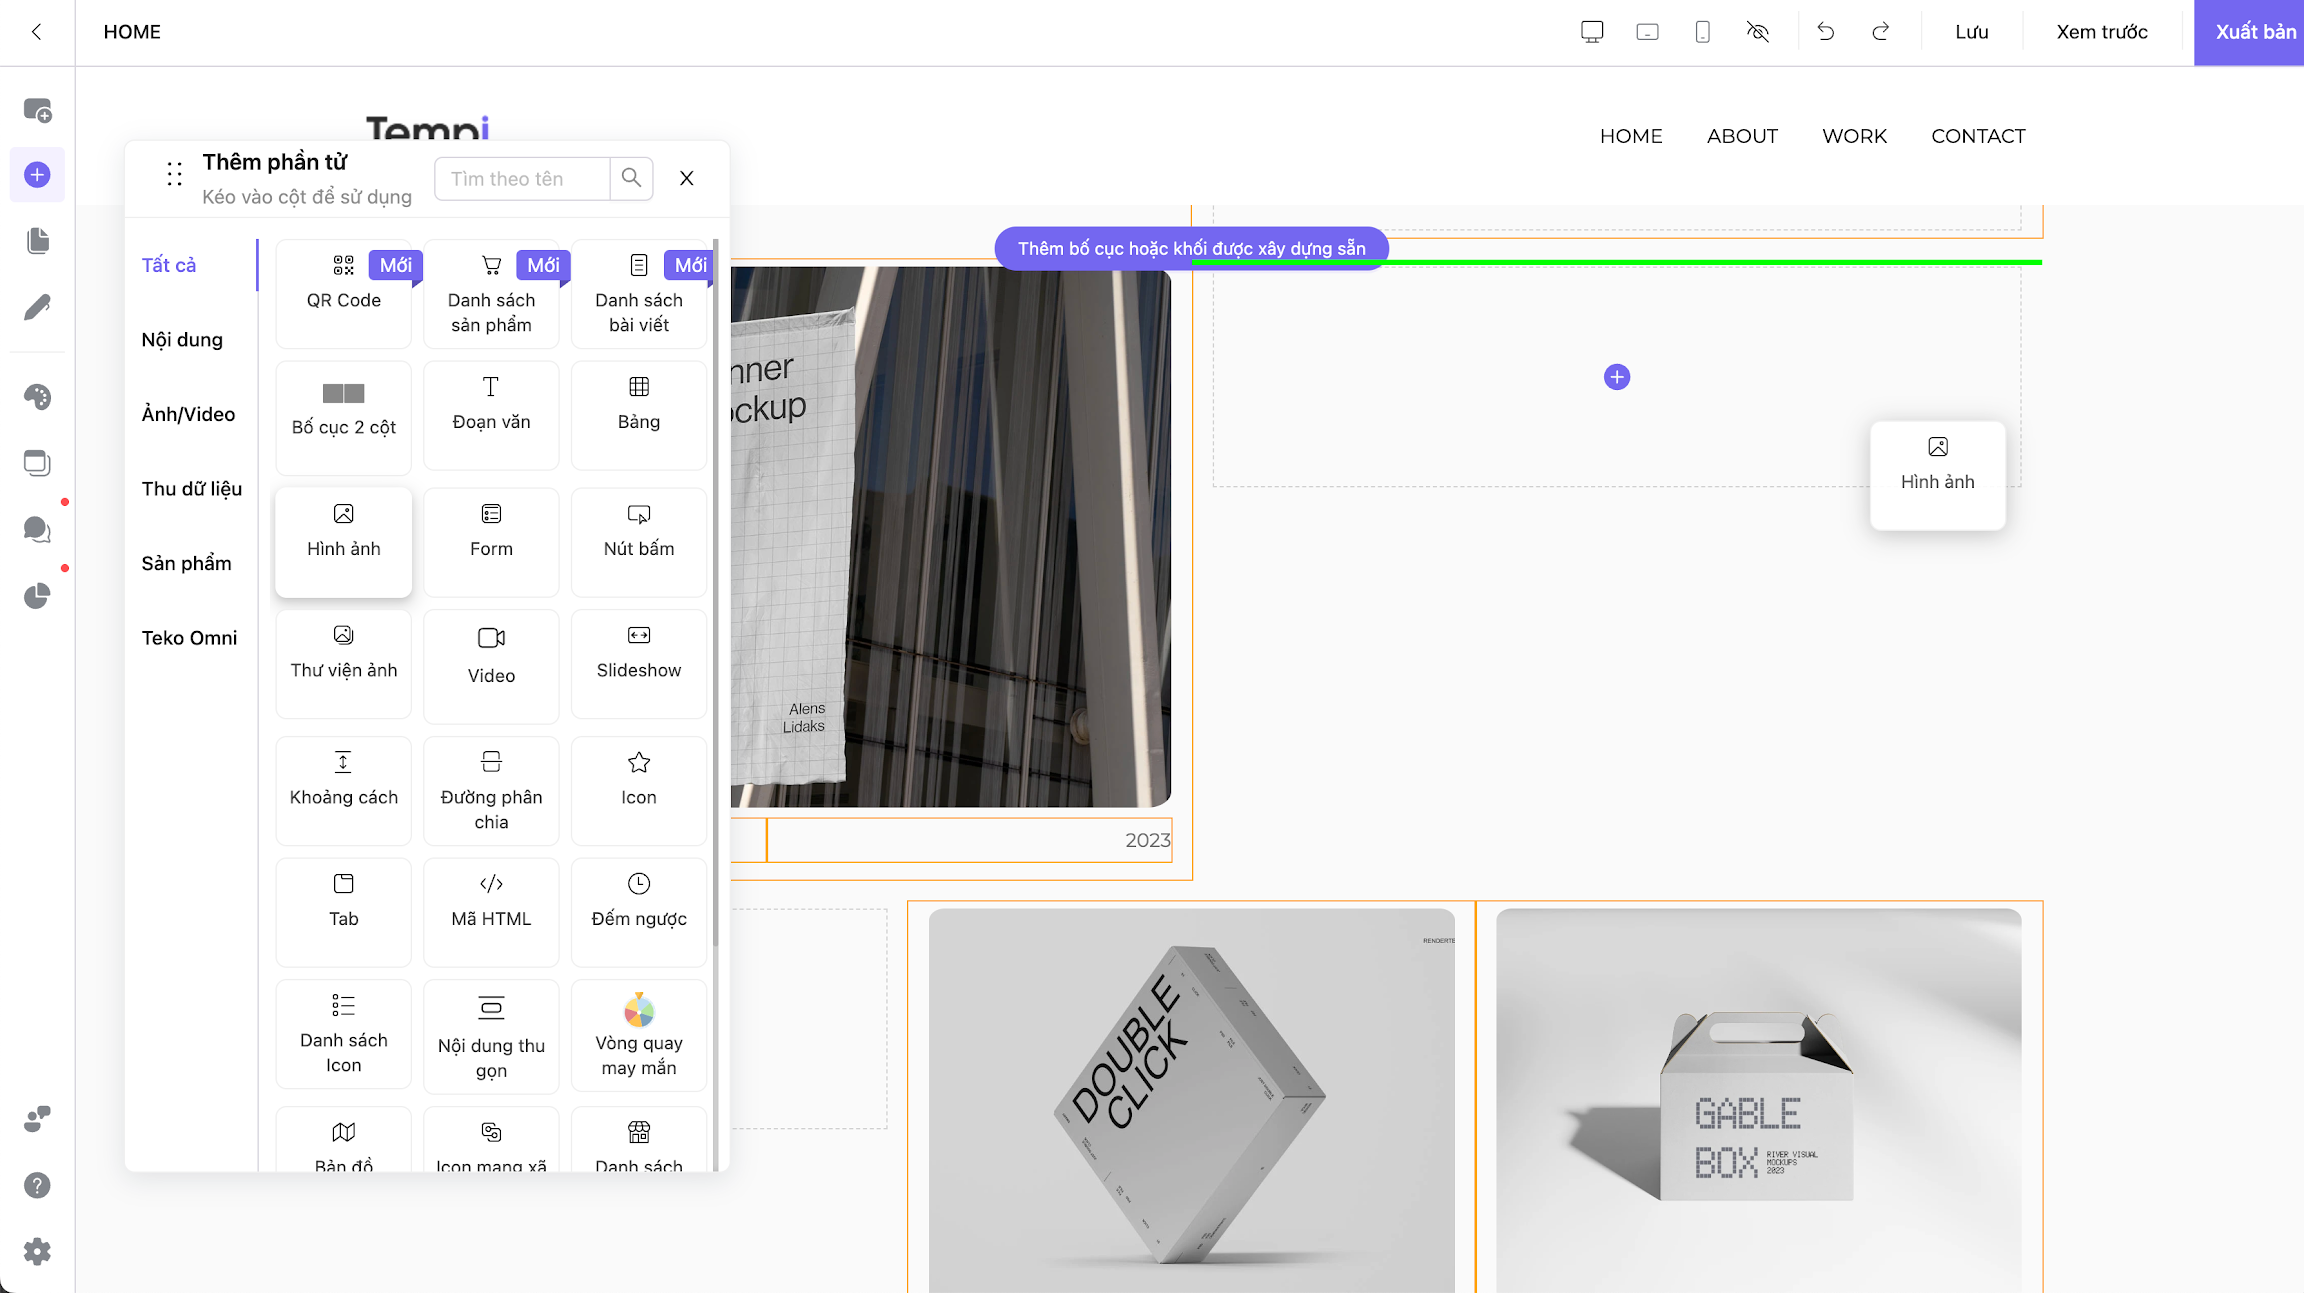 HOME
Lưu
Xem trước
Xuất bản
Tempi
HOME
ABOUT
WORK
CONTACT
Thêm phần tử
Kéo vào cột để sử dụng
Tìm theo tên
X
Thêm bố cục hoặc khối được xây dựng sẵn
Tất cả
Nội dung
Ảnh/Video
Thu dữ liệu
Sản phẩm
Teko Omni
Mới
QR Code
Mới
Danh sách
sản phẩm
Mới
Danh sách
bài viết
Bố cục 2 cột
Đoạn văn
Bảng
Hình ảnh
Form
Nút bấm
Thư viện ảnh
Video
Slideshow
Khoảng cách
Đường phân
chia
Icon
Tab
Mã HTML
Đếm ngược
Danh sách
Icon
Nội dung thu
gọn
Vòng quay
may mắn
Bản đồ
Icon mạng xã
Danh sách
nner
ockup
Alens
Lidaks
2023
Hình ảnh
RENDERTE
DOUBLE
CLICK
GABLE
BOX
RIVER VISUAL
MOCKUPS
2023